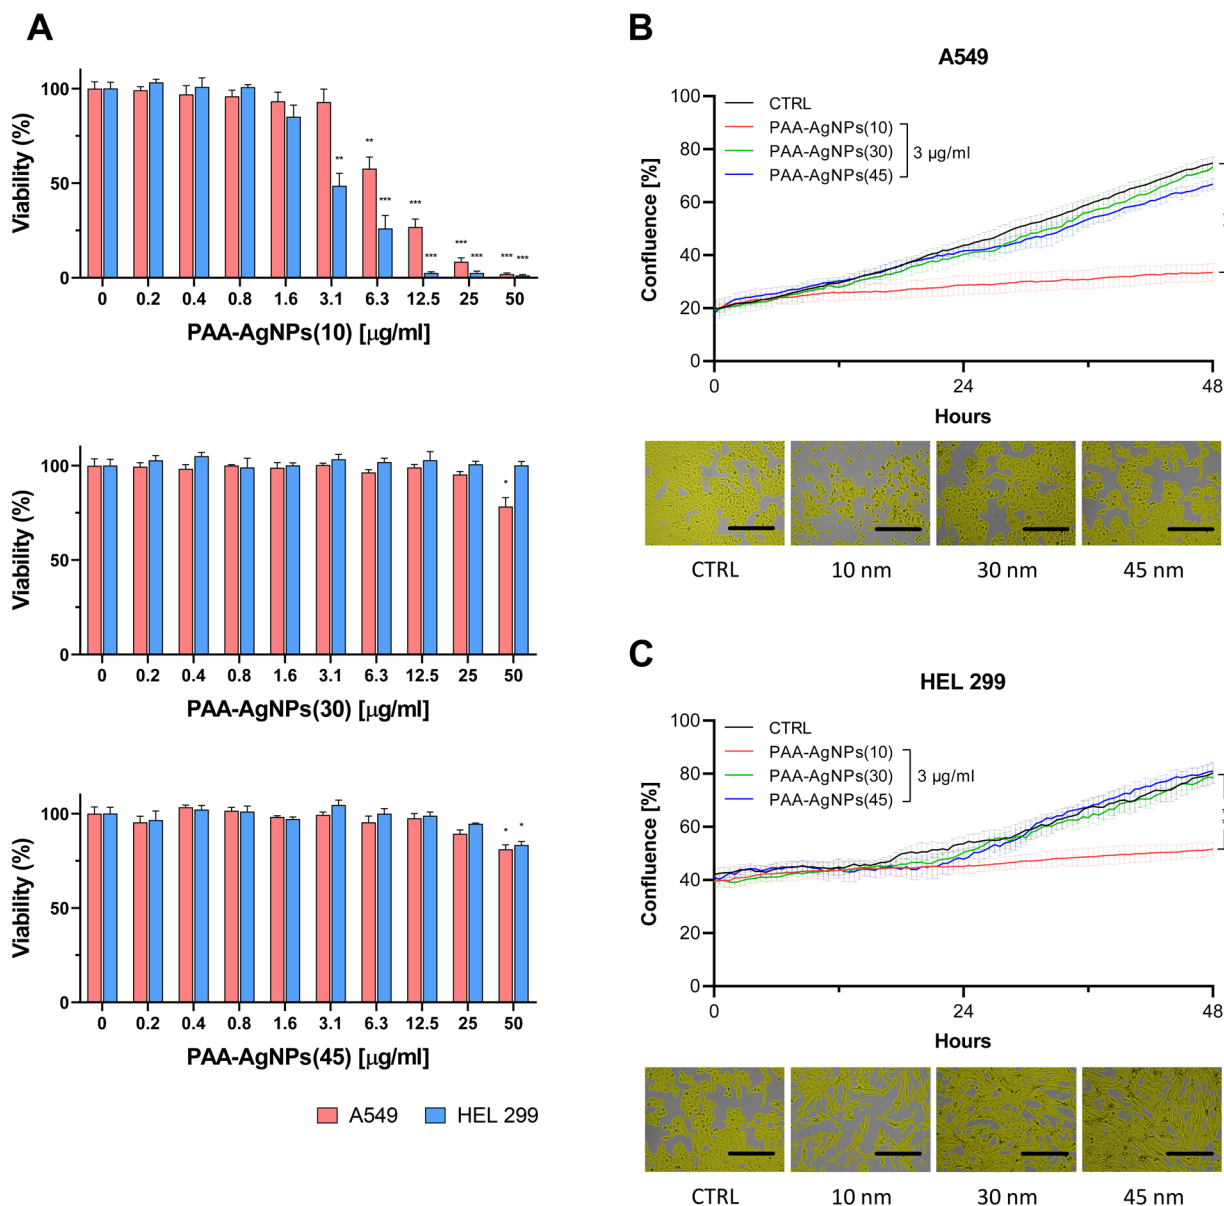 A
Viability (%)
100
50
0
** ** *** *** *** *** *** *** ***
0 0.2 0.4 0.8 1.6 3.1 6.3 12.5 25 50
PAA-AgNPs(10) [μg/ml]
Viability (%)
100
50
0
*
0 0.2 0.4 0.8 1.6 3.1 6.3 12.5 25 50
PAA-AgNPs(30) [μg/ml]
Viability (%)
100
50
0
* *
0 0.2 0.4 0.8 1.6 3.1 6.3 12.5 25 50
PAA-AgNPs(45) [μg/ml]
A549 HEL 299
B
A549
Confluence [%]
100
80
60
40
20
0
CTRL
PAA-AgNPs(10)
PAA-AgNPs(30)
PAA-AgNPs(45)
3 μg/ml
0 24 48
Hours
CTRL 10 nm 30 nm 45 nm
C
HEL 299
Confluence [%]
100
80
60
40
20
0
CTRL
PAA-AgNPs(10)
PAA-AgNPs(30)
PAA-AgNPs(45)
3 μg/ml
0 24 48
Hours
CTRL 10 nm 30 nm 45 nm